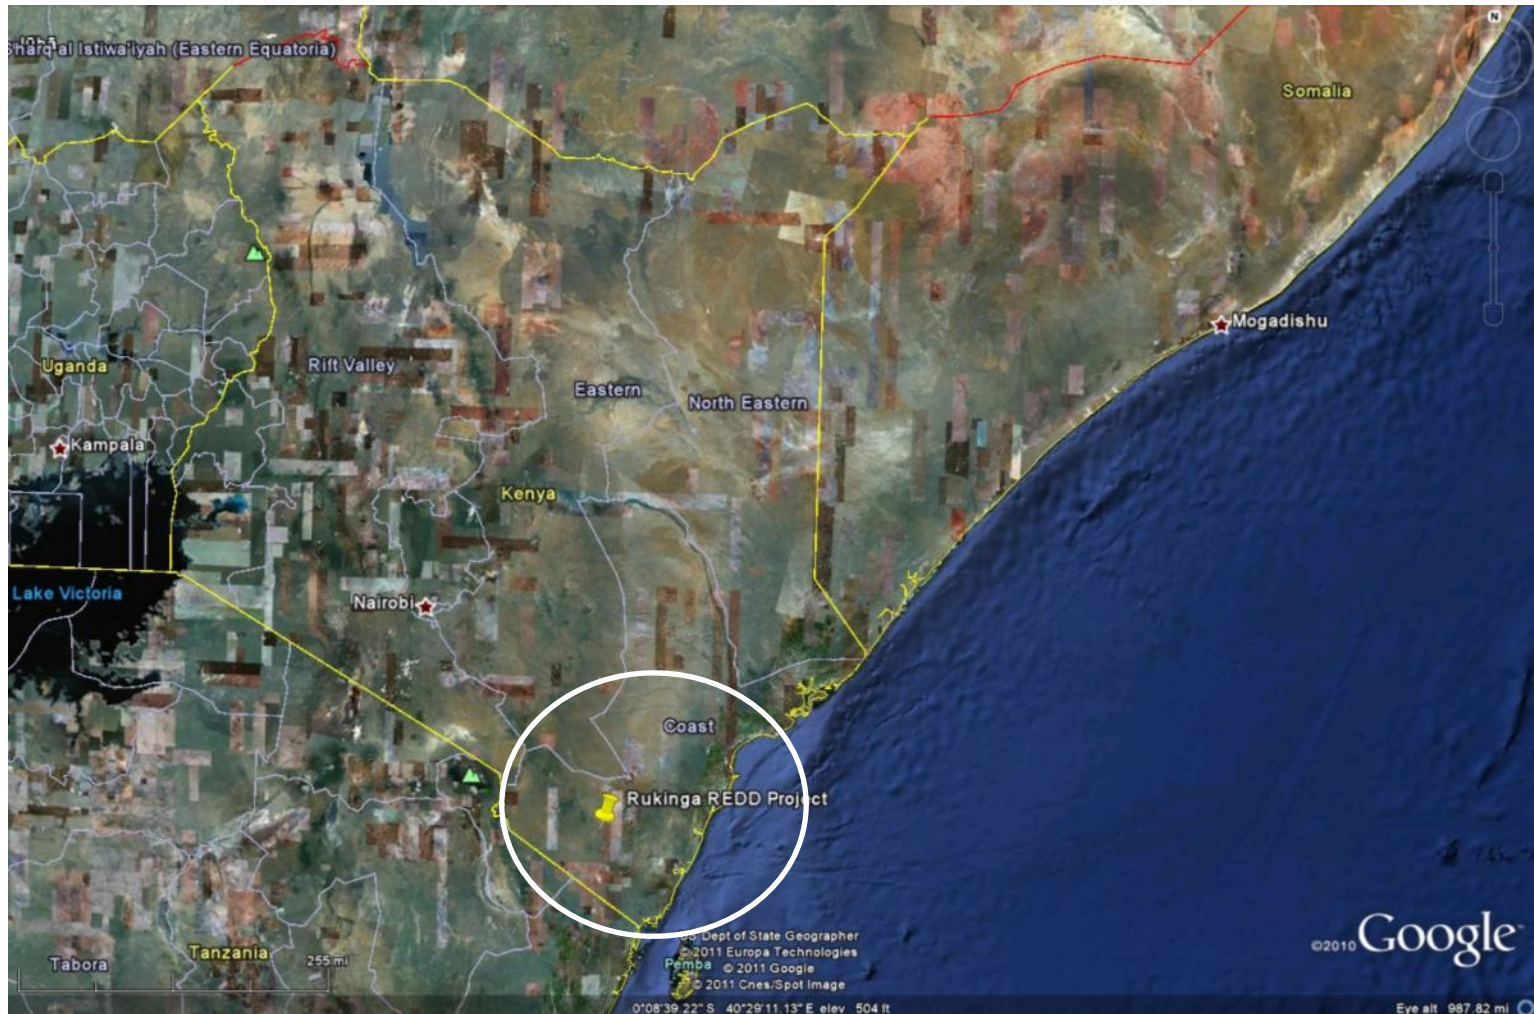 Sharq al Istiwa'iyah (Eastern Equatoria)
N
Somalia
Mogadishu
Uganda
Rift Valley
Eastern
North Eastern
Kampala
Kenya
Lake Victoria
Nairobi
Coast
Rukinga REDD Project
Tanzania
Tabora
255 mi
Dept of State Geographer
© 2011 Europa Technologies
Pemba
© 2011 Google
© 2011 Cnes/Spot Image
©2010 Google
0°08'39.22" S 40°29'11.13" E elev 504 ft
Eye alt 987.82 mi